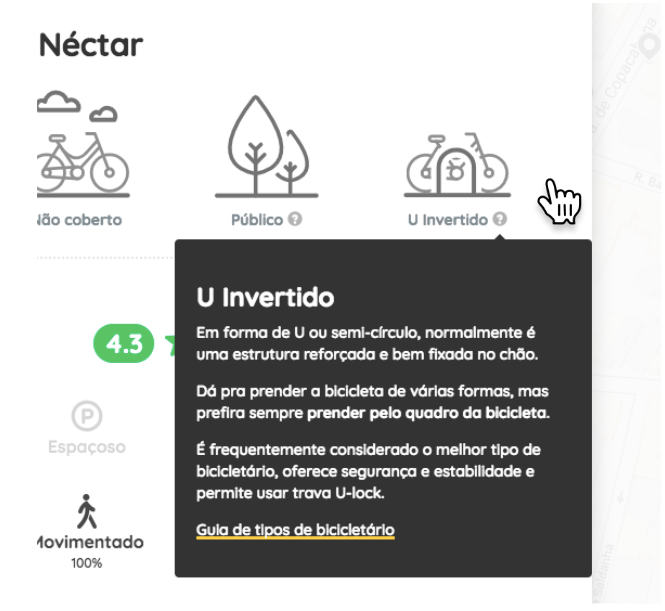 Néctar
Não coberto
Público ?
U Invertido ?
U Invertido
Em forma de U ou semi-círculo, normalmente é
uma estrutura reforçada e bem fixada no chão.
Dá pra prender a bicicleta de várias formas, mas
prefira sempre prender pelo quadro da bicicleta.
É frequentemente considerado o melhor tipo de
bicicletário, oferece segurança e estabilidade e
permite usar trava U-lock.
Guia de tipos de bicicletário
4.3
P
Espaçoso
Movimentado
100%
. de Copacabana
R. Ba